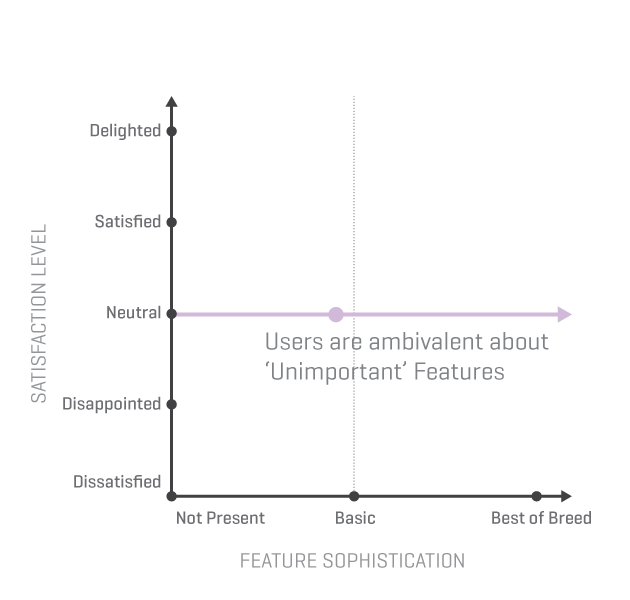 Delighted
Satisfied
Neutral
Disappointed
Dissatisfied
SATISFACTION LEVEL
Users are ambivalent about
‘Unimportant’ Features
Not Present
Basic
Best of Breed
FEATURE SOPHISTICATION